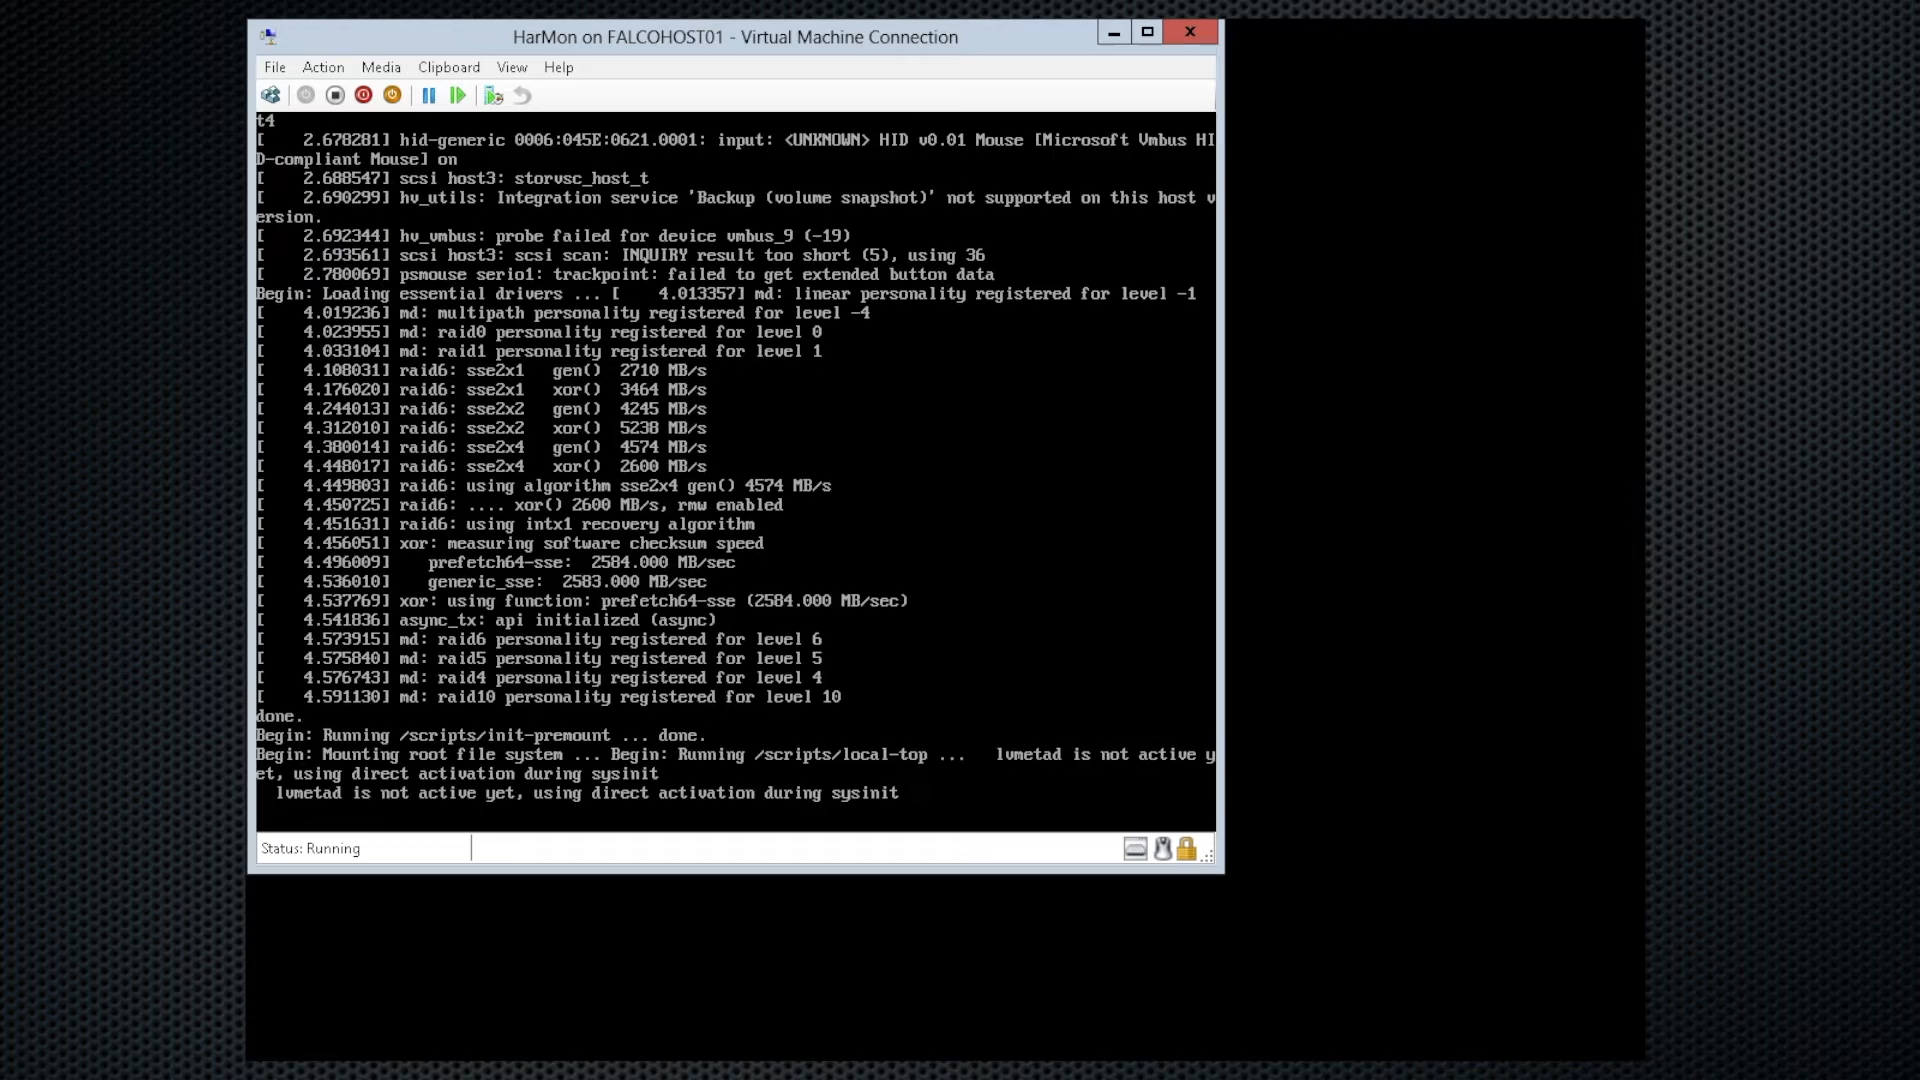 HarMon on FALCOHOST01 - Virtual Machine Connection
File Action Media Clipboard View Help
t4
[    2.678281] hid-generic 0006:045E:0621.0001: input: <UNKNOWN> HID v0.01 Mouse [Microsoft Vmbus HI
D-compliant Mouse] on
[    2.688547] scsi host3: storvsc_host_t
[    2.690299] hv_utils: Integration service 'Backup (volume snapshot)' not supported on this host v
ersion.
[    2.692344] hv_vmbus: probe failed for device vmbus_9 (-19)
[    2.693561] scsi host3: scsi scan: INQUIRY result too short (5), using 36
[    2.780069] psmouse serio1: trackpoint: failed to get extended button data
Begin: Loading essential drivers ... [    4.013357] md: linear personality registered for level -1
[    4.019236] md: multipath personality registered for level -4
[    4.023955] md: raid0 personality registered for level 0
[    4.033104] md: raid1 personality registered for level 1
[    4.108031] raid6: sse2x1   gen()  2710 MB/s
[    4.176020] raid6: sse2x1   xor()  3464 MB/s
[    4.244013] raid6: sse2x2   gen()  4245 MB/s
[    4.312010] raid6: sse2x2   xor()  5238 MB/s
[    4.380014] raid6: sse2x4   gen()  4574 MB/s
[    4.448017] raid6: sse2x4   xor()  2600 MB/s
[    4.449803] raid6: using algorithm sse2x4 gen() 4574 MB/s
[    4.450725] raid6: .... xor() 2600 MB/s, rmw enabled
[    4.451631] raid6: using intx1 recovery algorithm
[    4.456051] xor: measuring software checksum speed
[    4.496009]    prefetch64-sse:  2584.000 MB/sec
[    4.536010]    generic_sse:  2583.000 MB/sec
[    4.537769] xor: using function: prefetch64-sse (2584.000 MB/sec)
[    4.541836] async_tx: api initialized (async)
[    4.573915] md: raid6 personality registered for level 6
[    4.575840] md: raid5 personality registered for level 5
[    4.576743] md: raid4 personality registered for level 4
[    4.591130] md: raid10 personality registered for level 10
done.
Begin: Running /scripts/init-premount ... done.
Begin: Mounting root file system ... Begin: Running /scripts/local-top ...   lvmetad is not active y
et, using direct activation during sysinit
  lvmetad is not active yet, using direct activation during sysinit
Status: Running